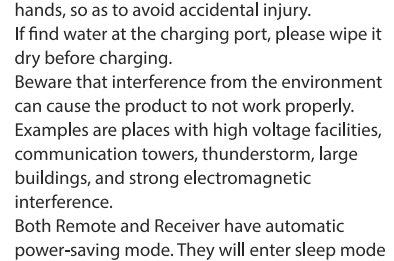 hands, so as to avoid accidental injury.
If find water at the charging port, please wipe it
dry before charging.
Beware that interference from the environment
can cause the product to not work properly.
Examples are places with high voltage facilities,
communication towers, thunderstorm, large
buildings, and strong electromagnetic
interference.
Both Remote and Receiver have automatic
power-saving mode. They will enter sleep mode